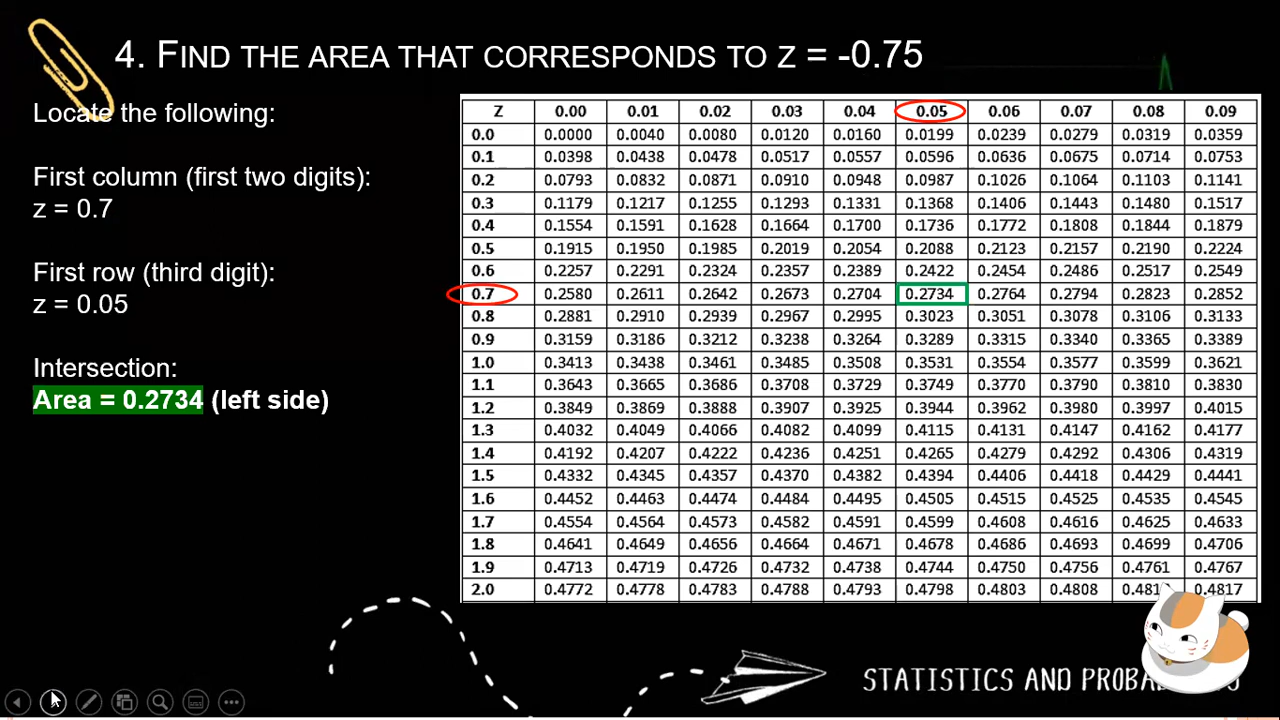 4. FIND THE AREA THAT CORRESPONDS TO Z = -0.75
Locate the following:
First column (first two digits):
z = 0.7
First row (third digit):
z = 0.05
Intersection:
Area = 0.2734 (left side)
Z 0.00 0.01 0.02 0.03 0.04 0.05 0.06 0.07 0.08 0.09
0.0 0.0000 0.0040 0.0080 0.0120 0.0160 0.0199 0.0239 0.0279 0.0319 0.0359
0.1 0.0398 0.0438 0.0478 0.0517 0.0557 0.0596 0.0636 0.0675 0.0714 0.0753
0.2 0.0793 0.0832 0.0871 0.0910 0.0948 0.0987 0.1026 0.1064 0.1103 0.1141
0.3 0.1179 0.1217 0.1255 0.1293 0.1331 0.1368 0.1406 0.1443 0.1480 0.1517
0.4 0.1554 0.1591 0.1628 0.1664 0.1700 0.1736 0.1772 0.1808 0.1844 0.1879
0.5 0.1915 0.1950 0.1985 0.2019 0.2054 0.2088 0.2123 0.2157 0.2190 0.2224
0.6 0.2257 0.2291 0.2324 0.2357 0.2389 0.2422 0.2454 0.2486 0.2517 0.2549
0.7 0.2580 0.2611 0.2642 0.2673 0.2704 0.2734 0.2764 0.2794 0.2823 0.2852
0.8 0.2881 0.2910 0.2939 0.2967 0.2995 0.3023 0.3051 0.3078 0.3106 0.3133
0.9 0.3159 0.3186 0.3212 0.3238 0.3264 0.3289 0.3315 0.3340 0.3365 0.3389
1.0 0.3413 0.3438 0.3461 0.3485 0.3508 0.3531 0.3554 0.3577 0.3599 0.3621
1.1 0.3643 0.3665 0.3686 0.3708 0.3729 0.3749 0.3770 0.3790 0.3810 0.3830
1.2 0.3849 0.3869 0.3888 0.3907 0.3925 0.3944 0.3962 0.3980 0.3997 0.4015
1.3 0.4032 0.4049 0.4066 0.4082 0.4099 0.4115 0.4131 0.4147 0.4162 0.4177
1.4 0.4192 0.4207 0.4222 0.4236 0.4251 0.4265 0.4279 0.4292 0.4306 0.4319
1.5 0.4332 0.4345 0.4357 0.4370 0.4382 0.4394 0.4406 0.4418 0.4429 0.4441
1.6 0.4452 0.4463 0.4474 0.4484 0.4495 0.4505 0.4515 0.4525 0.4535 0.4545
1.7 0.4554 0.4564 0.4573 0.4582 0.4591 0.4599 0.4608 0.4616 0.4625 0.4633
1.8 0.4641 0.4649 0.4656 0.4664 0.4671 0.4678 0.4686 0.4693 0.4699 0.4706
1.9 0.4713 0.4719 0.4726 0.4732 0.4738 0.4744 0.4750 0.4756 0.4761 0.4767
2.0 0.4772 0.4778 0.4783 0.4788 0.4793 0.4798 0.4803 0.4808 0.4817
STATISTICS AND